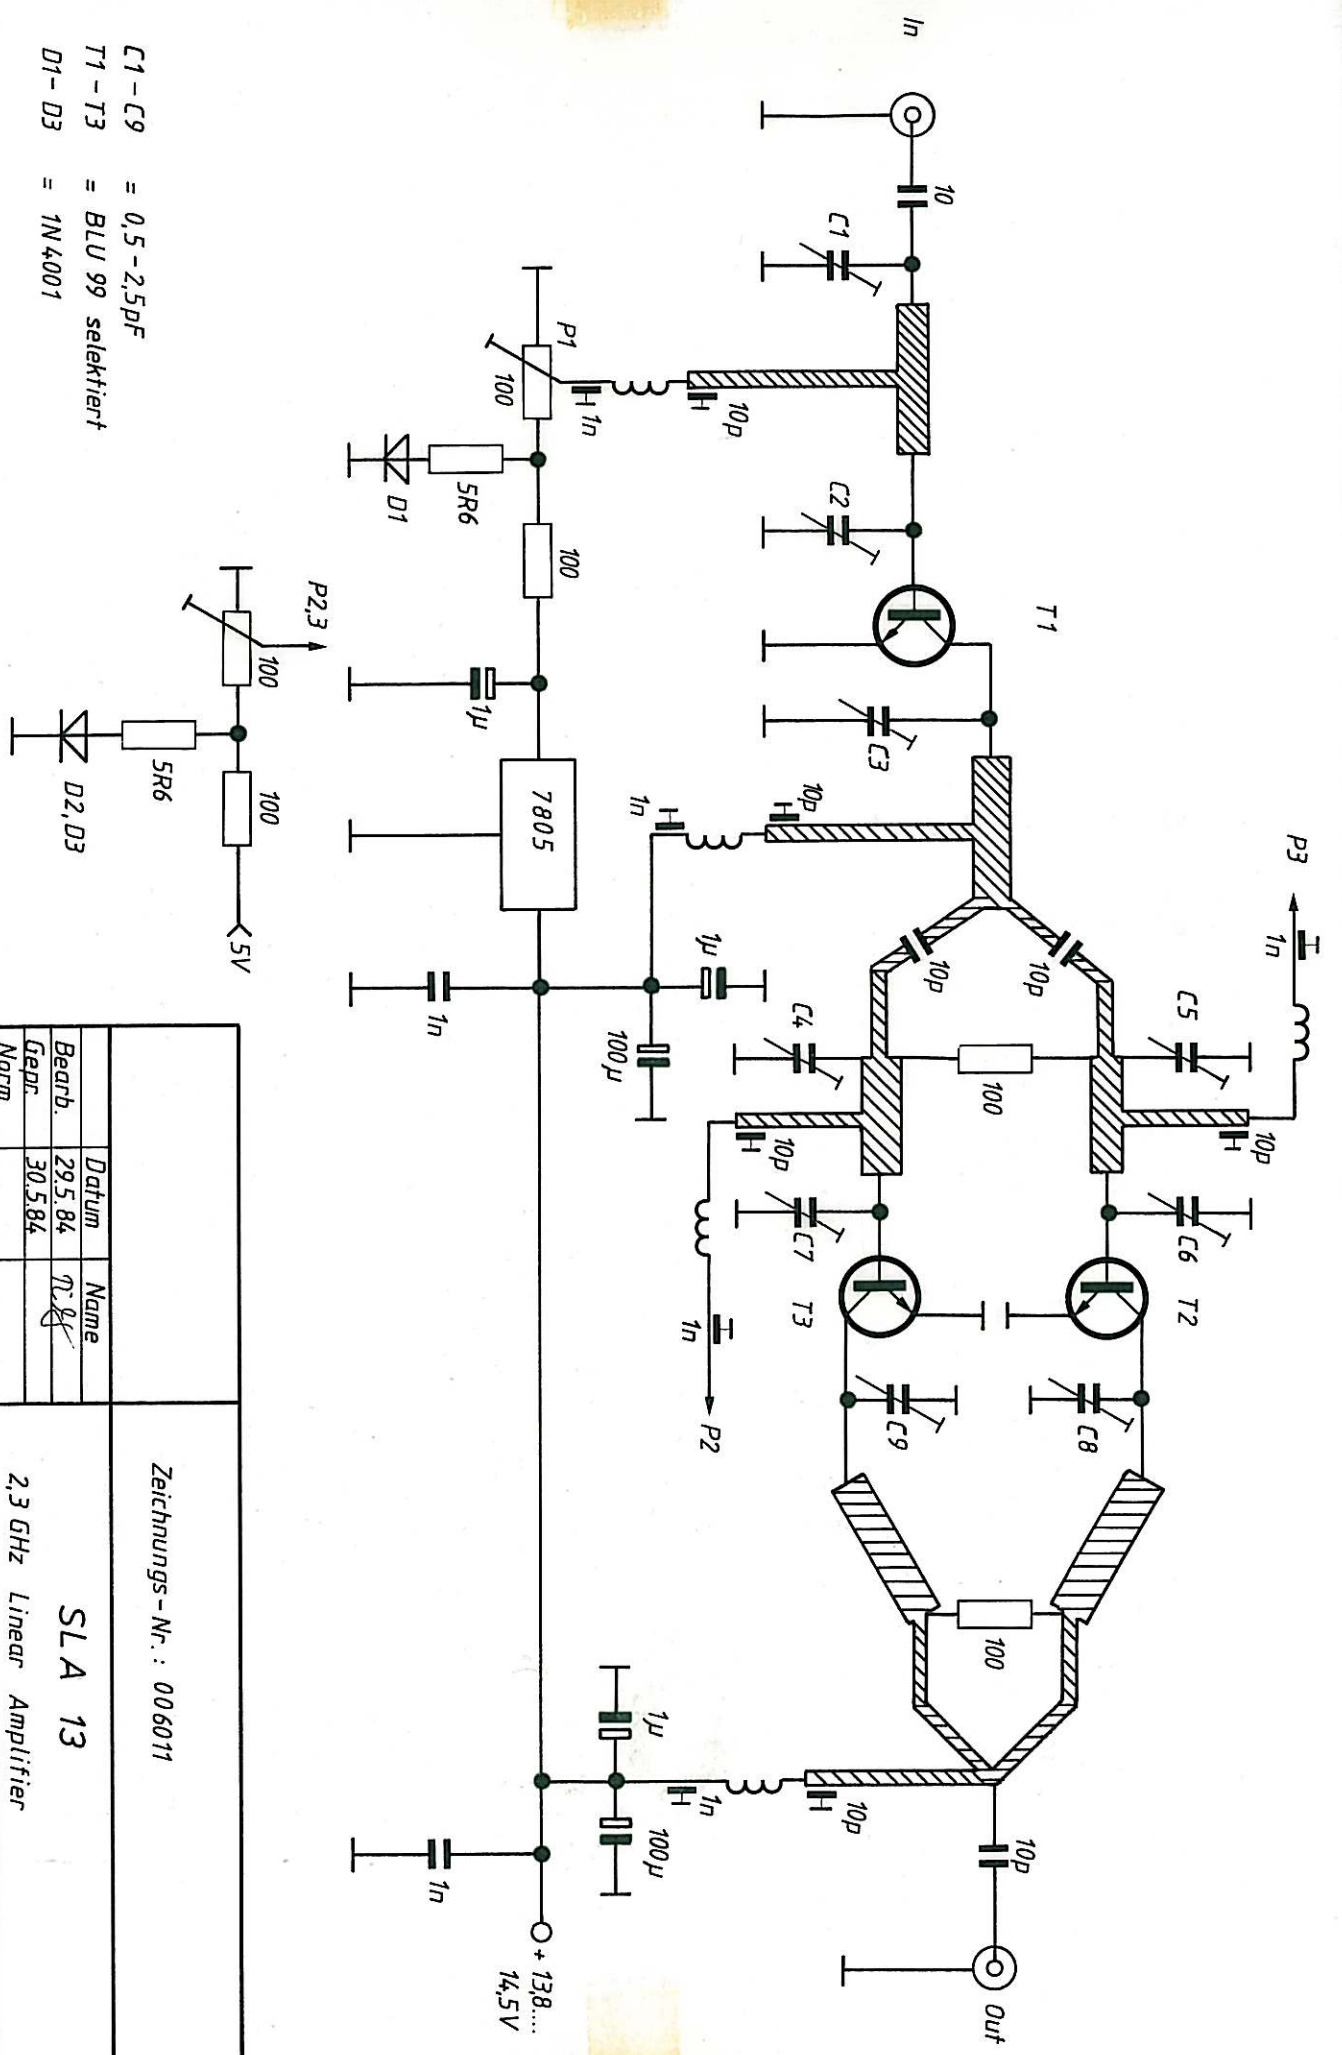 In
10
C1
C2
T1
C3
P1
100
1n
10p
5R6
D1
100
1µ
7805
1n
10p
1n
1µ
100µ
10p
10p
C4
C5
100
P3
1n
10p
10p
C6
C7
T2
T3
1n
P2
C8
C9
100
10p
Out
10p
1n
1µ
100µ
1n
+ 13,8....
14,5V
P2,3
100
5R6
D2,D3
100
5V
C1-C9 = 0,5-2,5pF
T1-T3 = BLU 99 selektiert
D1-D3 = 1N4001
Zeichnungs-Nr.: 006011
Datum Name
Bearb. 29.5.84
Gepr. 30.5.84
Norm
SLA 13
2,3 GHz Linear Amplifier